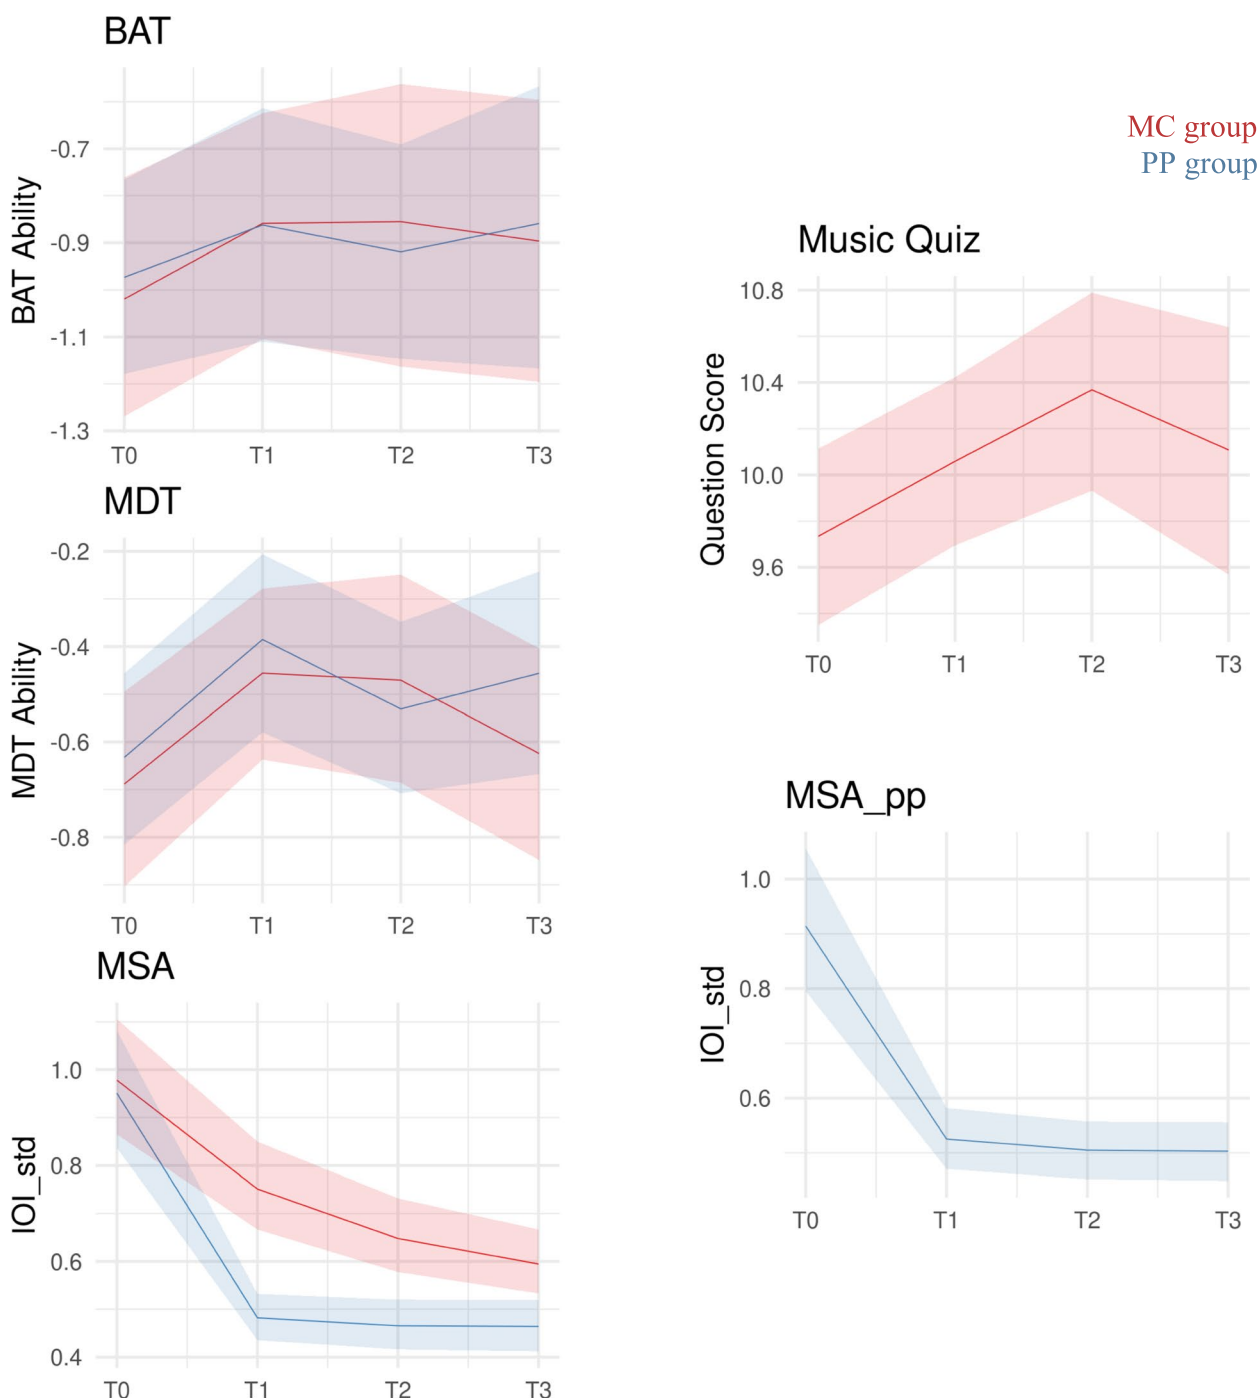 BAT
BAT Ability
-0.7
-0.9
-1.1
-1.3
T0 T1 T2 T3
MC group
PP group
Music Quiz
Question Score
10.8
10.4
10.0
9.6
T0 T1 T2 T3
MDT
MDT Ability
-0.2
-0.4
-0.6
-0.8
T0 T1 T2 T3
MSA_pp
IOI_std
1.0
0.8
0.6
T0 T1 T2 T3
MSA
IOI_std
1.0
0.8
0.6
0.4
T0 T1 T2 T3